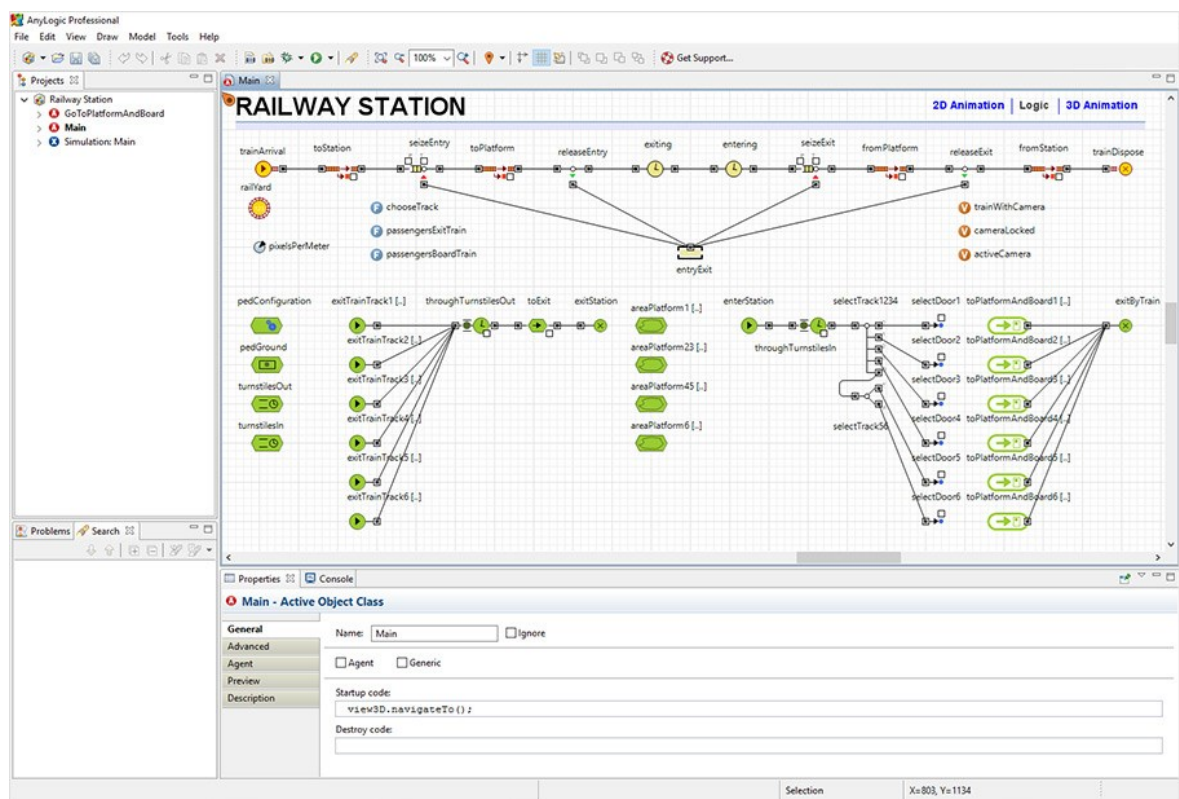 AnyLogic Professional
File Edit View Draw Model Tools Help
100% Get Support...
Projects
Railway Station
GoToPlatformAndBoard
Main
Simulation: Main
Main
RAILWAY STATION
2D Animation | Logic | 3D Animation
trainArrival toStation seizeEntry toPlatform releaseEntry exiting entering seizeExit fromPlatform releaseExit fromStation trainDispose
railYard
chooseTrack trainWithCamera
pixelsPerMeter passengersExitTrain cameraLocked
passengersBoardTrain activeCamera
entryExit
pedConfiguration exitTrainTrack1 [..] throughTurnstilesOut toExit exitStation areaPlatform1 [..] enterStation selectTrack1234 selectDoor1 toPlatformAndBoard1 [..] exitByTrain
pedGround exitTrainTrack2 [..] areaPlatform23 [..] throughTurnstilesIn selectDoor2 toPlatformAndBoard2 [..]
turnstilesOut exitTrainTrack3 [..] areaPlatform45 [..] selectDoor3 toPlatformAndBoard3 [..]
turnstilesIn exitTrainTrack4 [..] areaPlatform6 [..] selectTrack56 selectDoor4 toPlatformAndBoard4 [..]
exitTrainTrack5 [..] selectDoor5 toPlatformAndBoard5 [..]
exitTrainTrack6 [..] selectDoor6 toPlatformAndBoard6 [..]
Problems Search
Properties Console
Main - Active Object Class
General
Advanced
Agent
Preview
Description
Name: Main Ignore
Agent Generic
Startup code:
view3D.navigateTo();
Destroy code:
Selection X=803, Y=1134